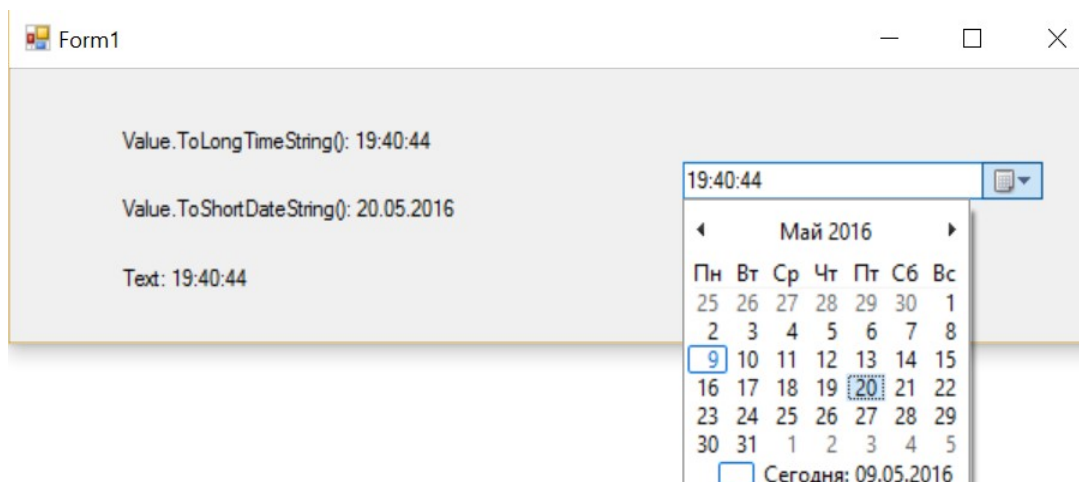 Form1
Value.ToLongTimeString(): 19:40:44
Value.ToShortDateString(): 20.05.2016
Text: 19:40:44
19:40:44
Май 2016
Пн Вт Ср Чт Пт Сб Вс
25 26 27 28 29 30 1
2 3 4 5 6 7 8
9 10 11 12 13 14 15
16 17 18 19 20 21 22
23 24 25 26 27 28 29
30 31 1 2 3 4 5
Сегодня: 09.05.2016